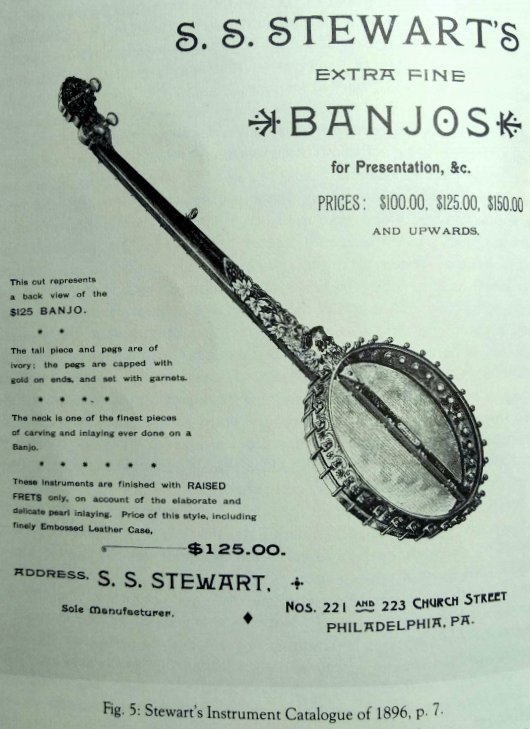 S. S. STEWART'S
EXTRA FINE
BANJOS
for Presentation, &c.
PRICES: $100.00, $125.00, $150.00
AND UPWARDS.
This cut represents
a back view of the
$125 BANJO.
* *
The tail piece and pegs are of
ivory; the pegs are capped with
gold on ends, and set with garnets.
* * * *
The neck is one of the finest pieces
of carving and inlaying ever done on a
Banjo.
* * * * * *
These Instruments are finished with RAISED
FRETS only, on account of the elaborate and
delicate pearl inlaying. Price of this style, including
finely Embossed Leather Case,
$125.00.
ADDRESS. S. S. STEWART,
Sole Manufacturer.
Nos. 221 AND 223 CHURCH STREET
PHILADELPHIA, PA.
Fig. 5: Stewart's Instrument Catalogue of 1896, p. 7.